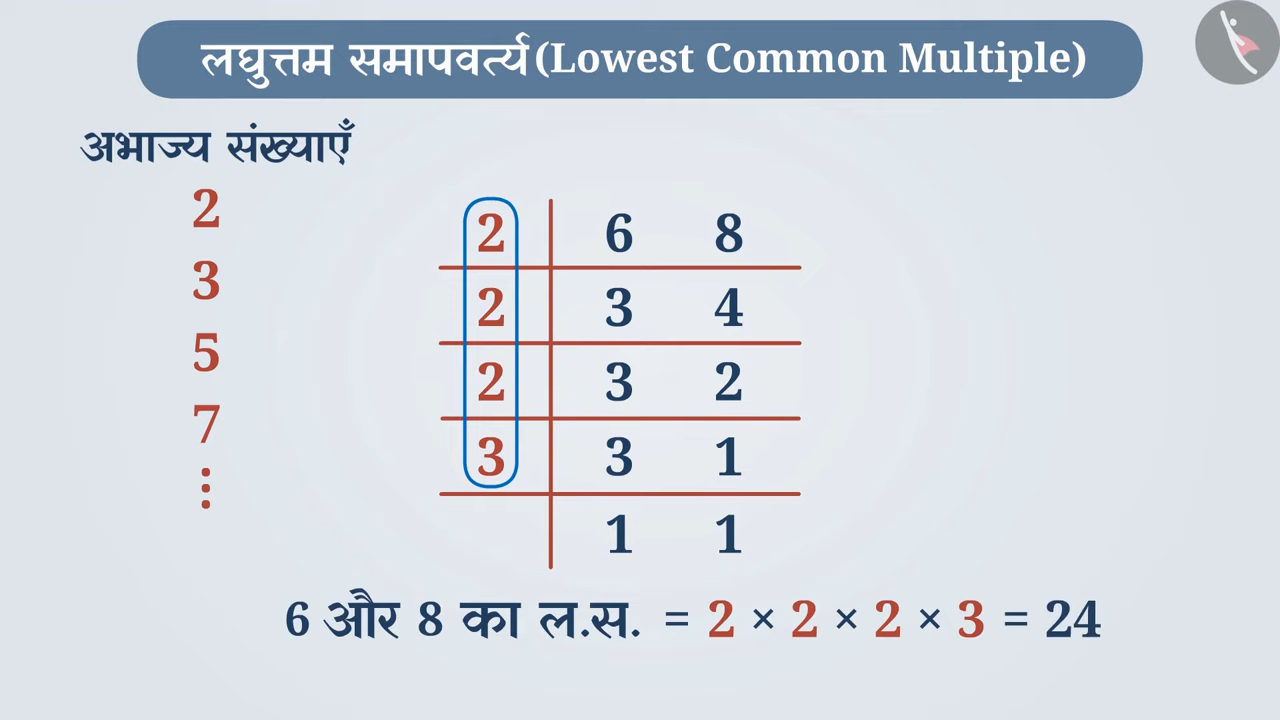 लघुत्तम समापवर्त्य(Lowest Common Multiple)
अभाज्य संख्याएँ
2
3
5
7
⋮
2 6 8
2 3 4
2 3 2
3 3 1
1 1
6 और 8 का ल.स. = 2 × 2 × 2 × 3 = 24